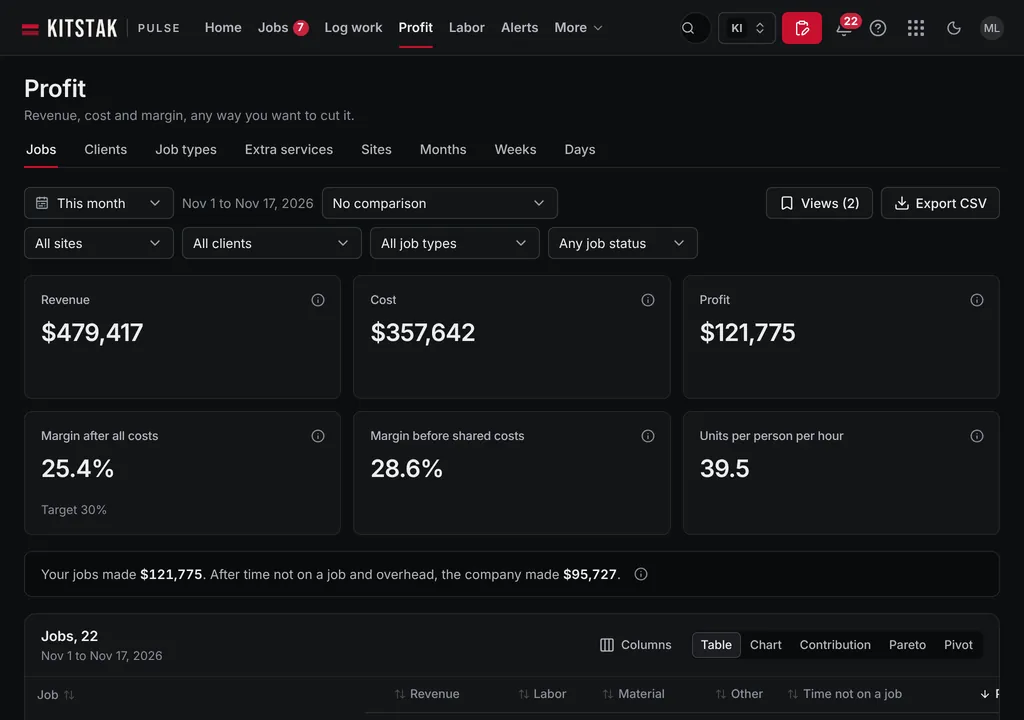 KITSTAK PULSE Home Jobs 7 Log work Profit Labor Alerts More KI 22 ML
Profit
Revenue, cost and margin, any way you want to cut it.
Jobs Clients Job types Extra services Sites Months Weeks Days
This month Nov 1 to Nov 17, 2026 No comparison Views (2) Export CSV
All sites All clients All job types Any job status
Revenue Cost Profit
$479,417 $357,642 $121,775
Margin after all costs Margin before shared costs Units per person per hour
25.4% 28.6% 39.5
Target 30%
Your jobs made $121,775. After time not on a job and overhead, the company made $95,727.
Jobs, 22
Nov 1 to Nov 17, 2026
Columns Table Chart Contribution Pareto Pivot
Job Revenue Labor Material Other Time not on a job